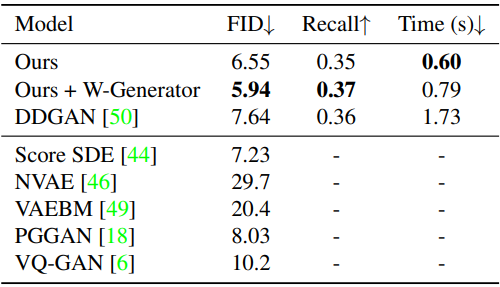 Model FID↓ Recall↑ Time (s)↓
Ours 6.55 0.35 0.60
Ours + W-Generator 5.94 0.37 0.79
DDGAN [50] 7.64 0.36 1.73
Score SDE [44] 7.23 - -
NVAE [46] 29.7 - -
VAEBM [49] 20.4 - -
PGGAN [18] 8.03 - -
VQ-GAN [6] 10.2 - -